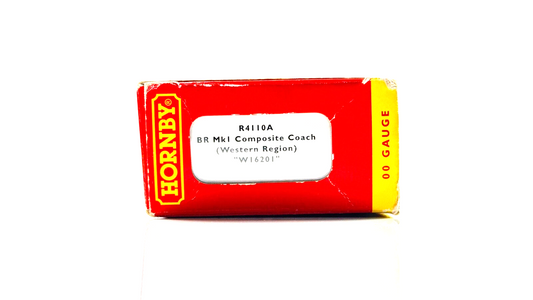 HORNBY®
R4110A
BR Mk1 Composite Coach
(Western Region)
"W16201"
00 GAUGE